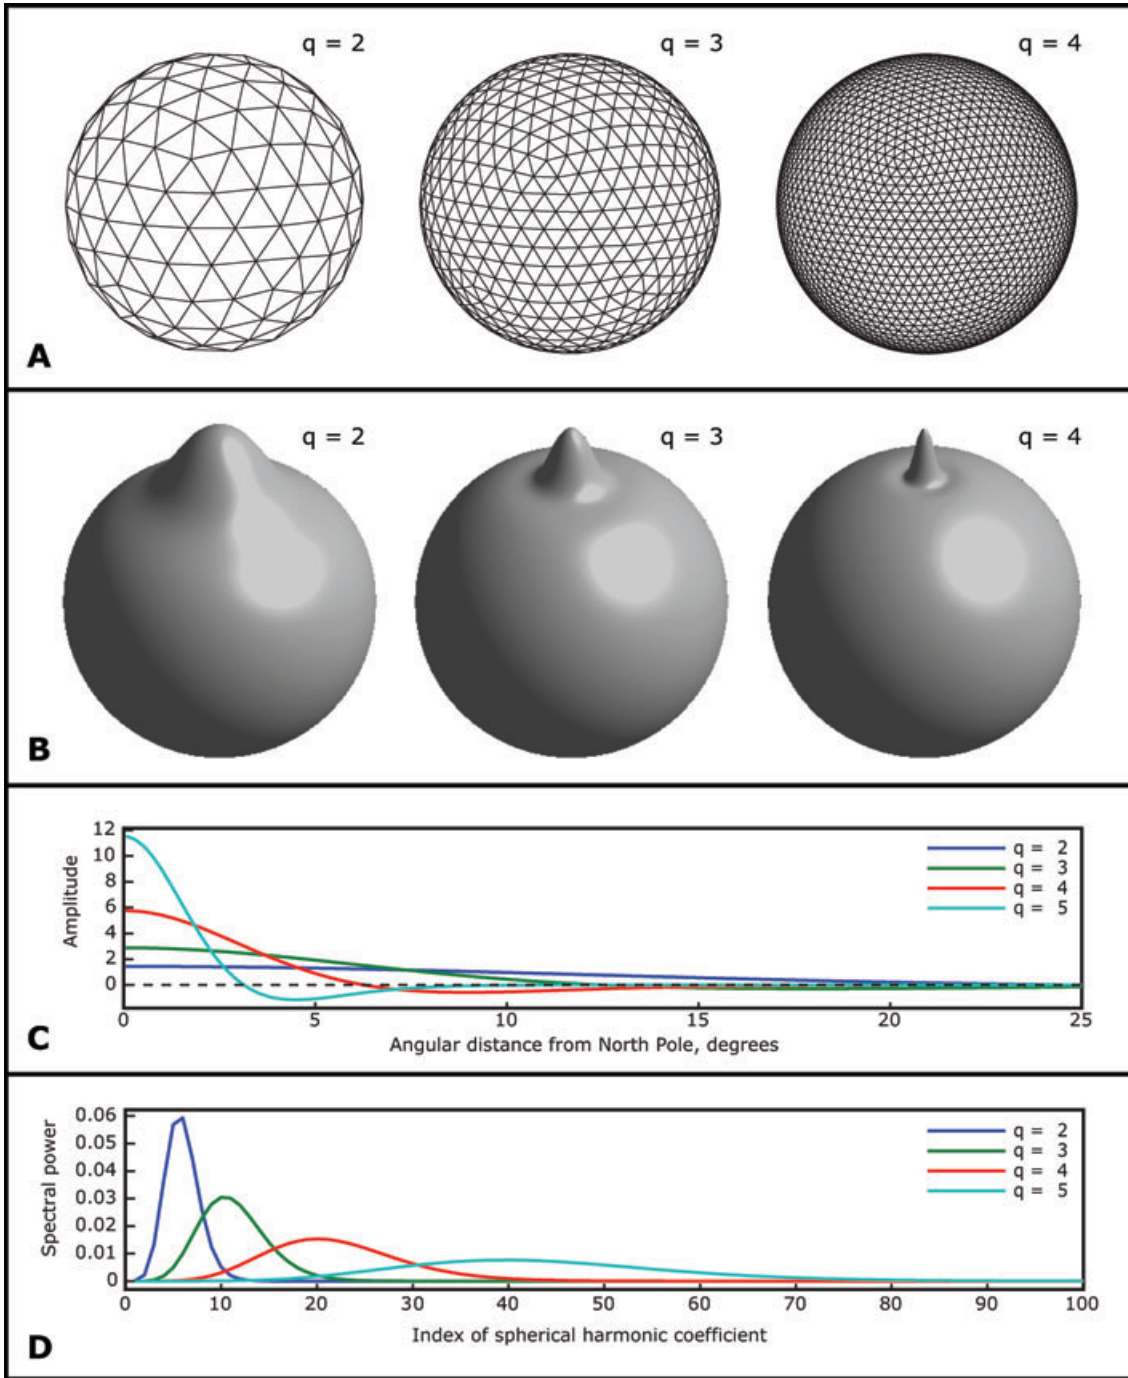 q = 2
q = 3
q = 4
A
q = 2
q = 3
q = 4
B
12
10
8
6
4
2
0
Amplitude
q = 2
q = 3
q = 4
q = 5
0
5
10
15
20
25
Angular distance from North Pole, degrees
C
0.06
0.05
0.04
0.03
0.02
0.01
0
Spectral power
q = 2
q = 3
q = 4
q = 5
0
10
20
30
40
50
60
70
80
90
100
Index of spherical harmonic coefficient
D